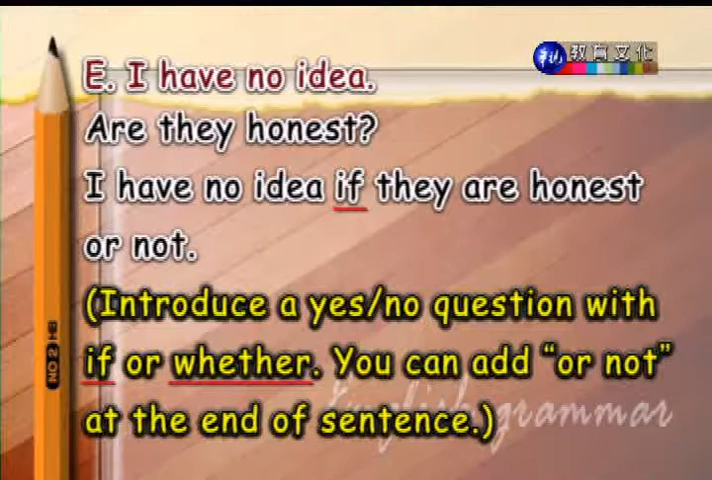 華視 教育文化
E. I have no idea.
Are they honest?
I have no idea if they are honest
or not.
(Introduce a yes/no question with
if or whether. You can add “or not”
at the end of sentence.)
English grammar
NO 2 HB